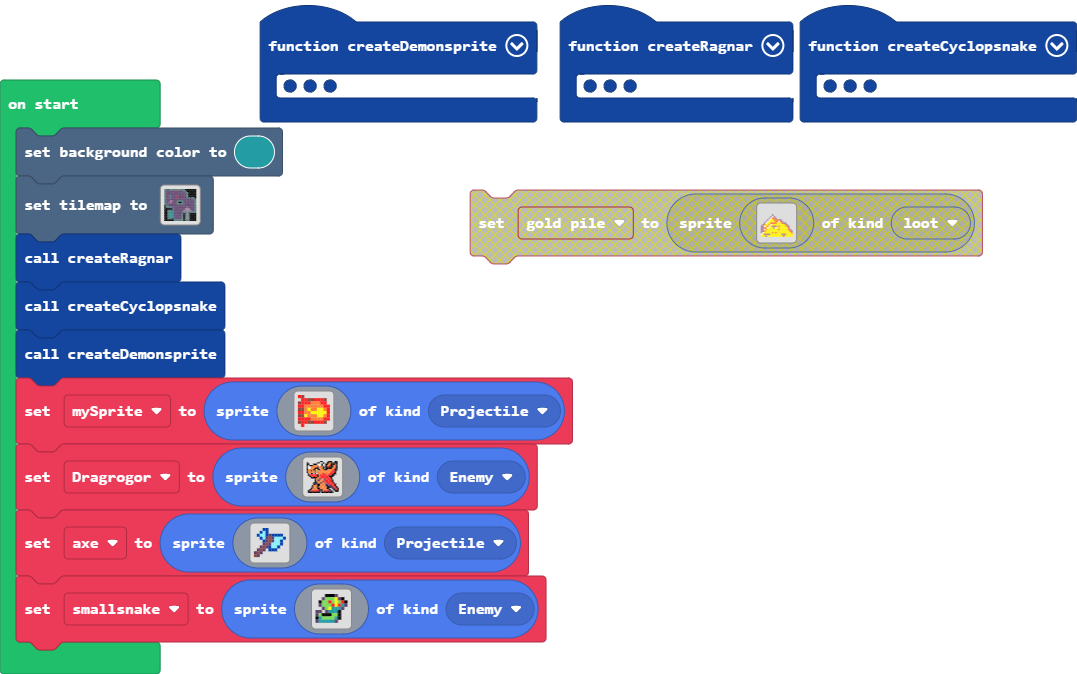 function createDemonsprite
function createRagnar
function createCyclopsnake
on start
set background color to
set tilemap to
call createRagnar
call createCyclopsnake
call createDemonsprite
set mySprite to sprite of kind Projectile
set Dragrogor to sprite of kind Enemy
set axe to sprite of kind Projectile
set smallsnake to sprite of kind Enemy
set gold pile to sprite of kind loot